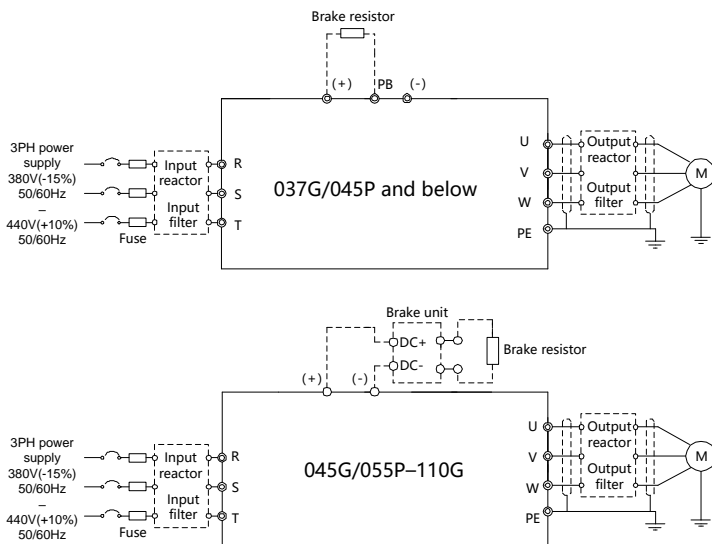 Brake resistor
(+) PB (-)
3PH power
supply
380V(-15%)
50/60Hz
–
440V(+10%)
50/60Hz
Fuse
Input
reactor
Input
filter
R
S
T
037G/045P and below
U
V
W
PE
Output
reactor
Output
filter
M
Brake unit
DC+
DC-
Brake resistor
(+) (-)
3PH power
supply
380V(-15%)
50/60Hz
–
440V(+10%)
50/60Hz
Fuse
Input
reactor
Input
filter
R
S
T
045G/055P–110G
U
V
W
PE
Output
reactor
Output
filter
M